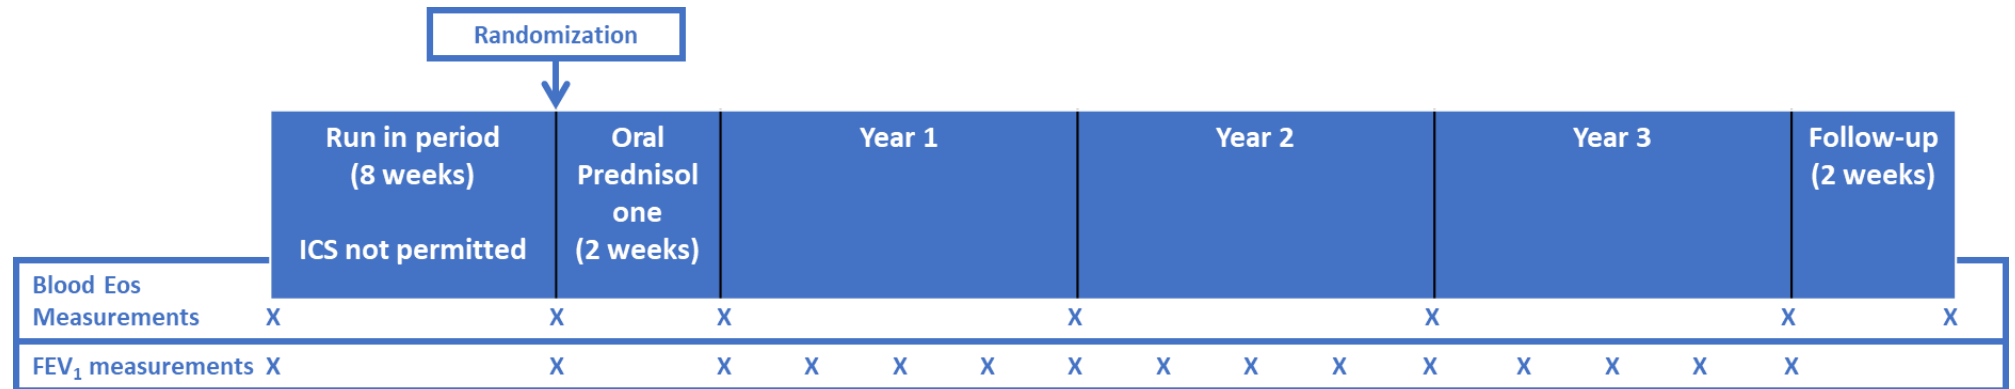 Randomization
Run in period
(8 weeks)
ICS not permitted
Oral
Prednisol
one
(2 weeks)
Year 1
Year 2
Year 3
Follow-up
(2 weeks)
Blood Eos
Measurements X X X X X X X
FEV₁ measurements X X X X X X X X X X X X X X X